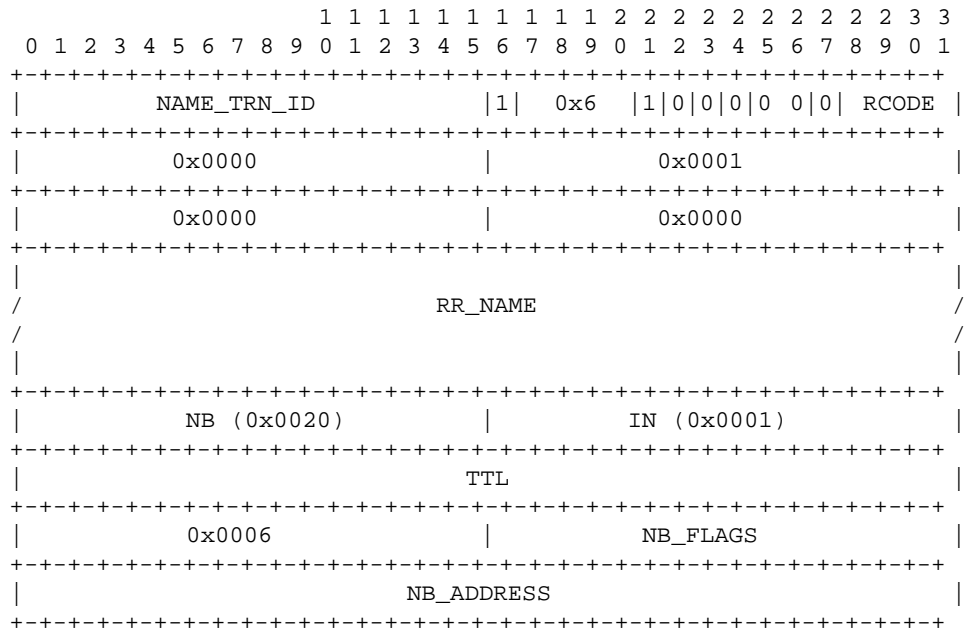 1 1 1 1 1 1 1 1 1 1 2 2 2 2 2 2 2 2 2 2 3 3
 0 1 2 3 4 5 6 7 8 9 0 1 2 3 4 5 6 7 8 9 0 1 2 3 4 5 6 7 8 9 0 1
+-+-+-+-+-+-+-+-+-+-+-+-+-+-+-+-+-+-+-+-+-+-+-+-+-+-+-+-+-+-+-+-+
|         NAME_TRN_ID           |1|  0x6  |1|0|0|0|0 0|0| RCODE |
+-+-+-+-+-+-+-+-+-+-+-+-+-+-+-+-+-+-+-+-+-+-+-+-+-+-+-+-+-+-+-+-+
|          0x0000               |           0x0001              |
+-+-+-+-+-+-+-+-+-+-+-+-+-+-+-+-+-+-+-+-+-+-+-+-+-+-+-+-+-+-+-+-+
|          0x0000               |           0x0000              |
+-+-+-+-+-+-+-+-+-+-+-+-+-+-+-+-+-+-+-+-+-+-+-+-+-+-+-+-+-+-+-+-+
|                                                               |
/                            RR_NAME                            /
/                                                               /
|                                                               |
+-+-+-+-+-+-+-+-+-+-+-+-+-+-+-+-+-+-+-+-+-+-+-+-+-+-+-+-+-+-+-+-+
|           NB (0x0020)         |         IN (0x0001)           |
+-+-+-+-+-+-+-+-+-+-+-+-+-+-+-+-+-+-+-+-+-+-+-+-+-+-+-+-+-+-+-+-+
|                              TTL                              |
+-+-+-+-+-+-+-+-+-+-+-+-+-+-+-+-+-+-+-+-+-+-+-+-+-+-+-+-+-+-+-+-+
|           0x0006              |          NB_FLAGS             |
+-+-+-+-+-+-+-+-+-+-+-+-+-+-+-+-+-+-+-+-+-+-+-+-+-+-+-+-+-+-+-+-+
|                          NB_ADDRESS                           |
+-+-+-+-+-+-+-+-+-+-+-+-+-+-+-+-+-+-+-+-+-+-+-+-+-+-+-+-+-+-+-+-+